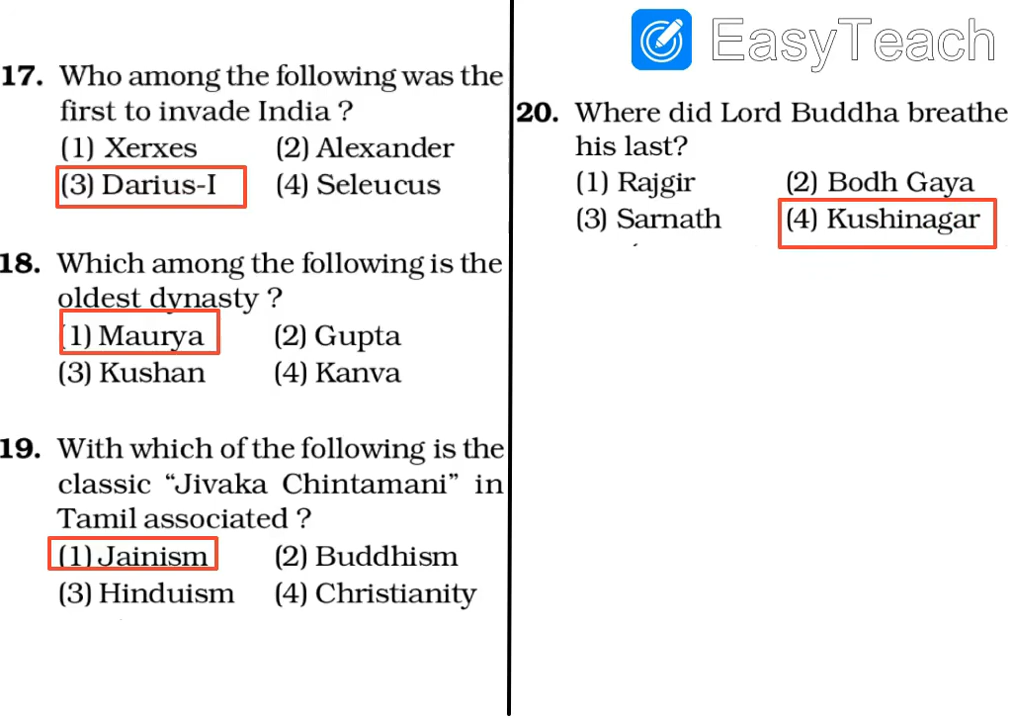 17. Who among the following was the
first to invade India ?
(1) Xerxes (2) Alexander
(3) Darius-I (4) Seleucus
18. Which among the following is the
oldest dynasty ?
(1) Maurya (2) Gupta
(3) Kushan (4) Kanva
19. With which of the following is the
classic “Jivaka Chintamani” in
Tamil associated ?
(1) Jainism (2) Buddhism
(3) Hinduism (4) Christianity
EasyTeach
20. Where did Lord Buddha breathe
his last?
(1) Rajgir (2) Bodh Gaya
(3) Sarnath (4) Kushinagar